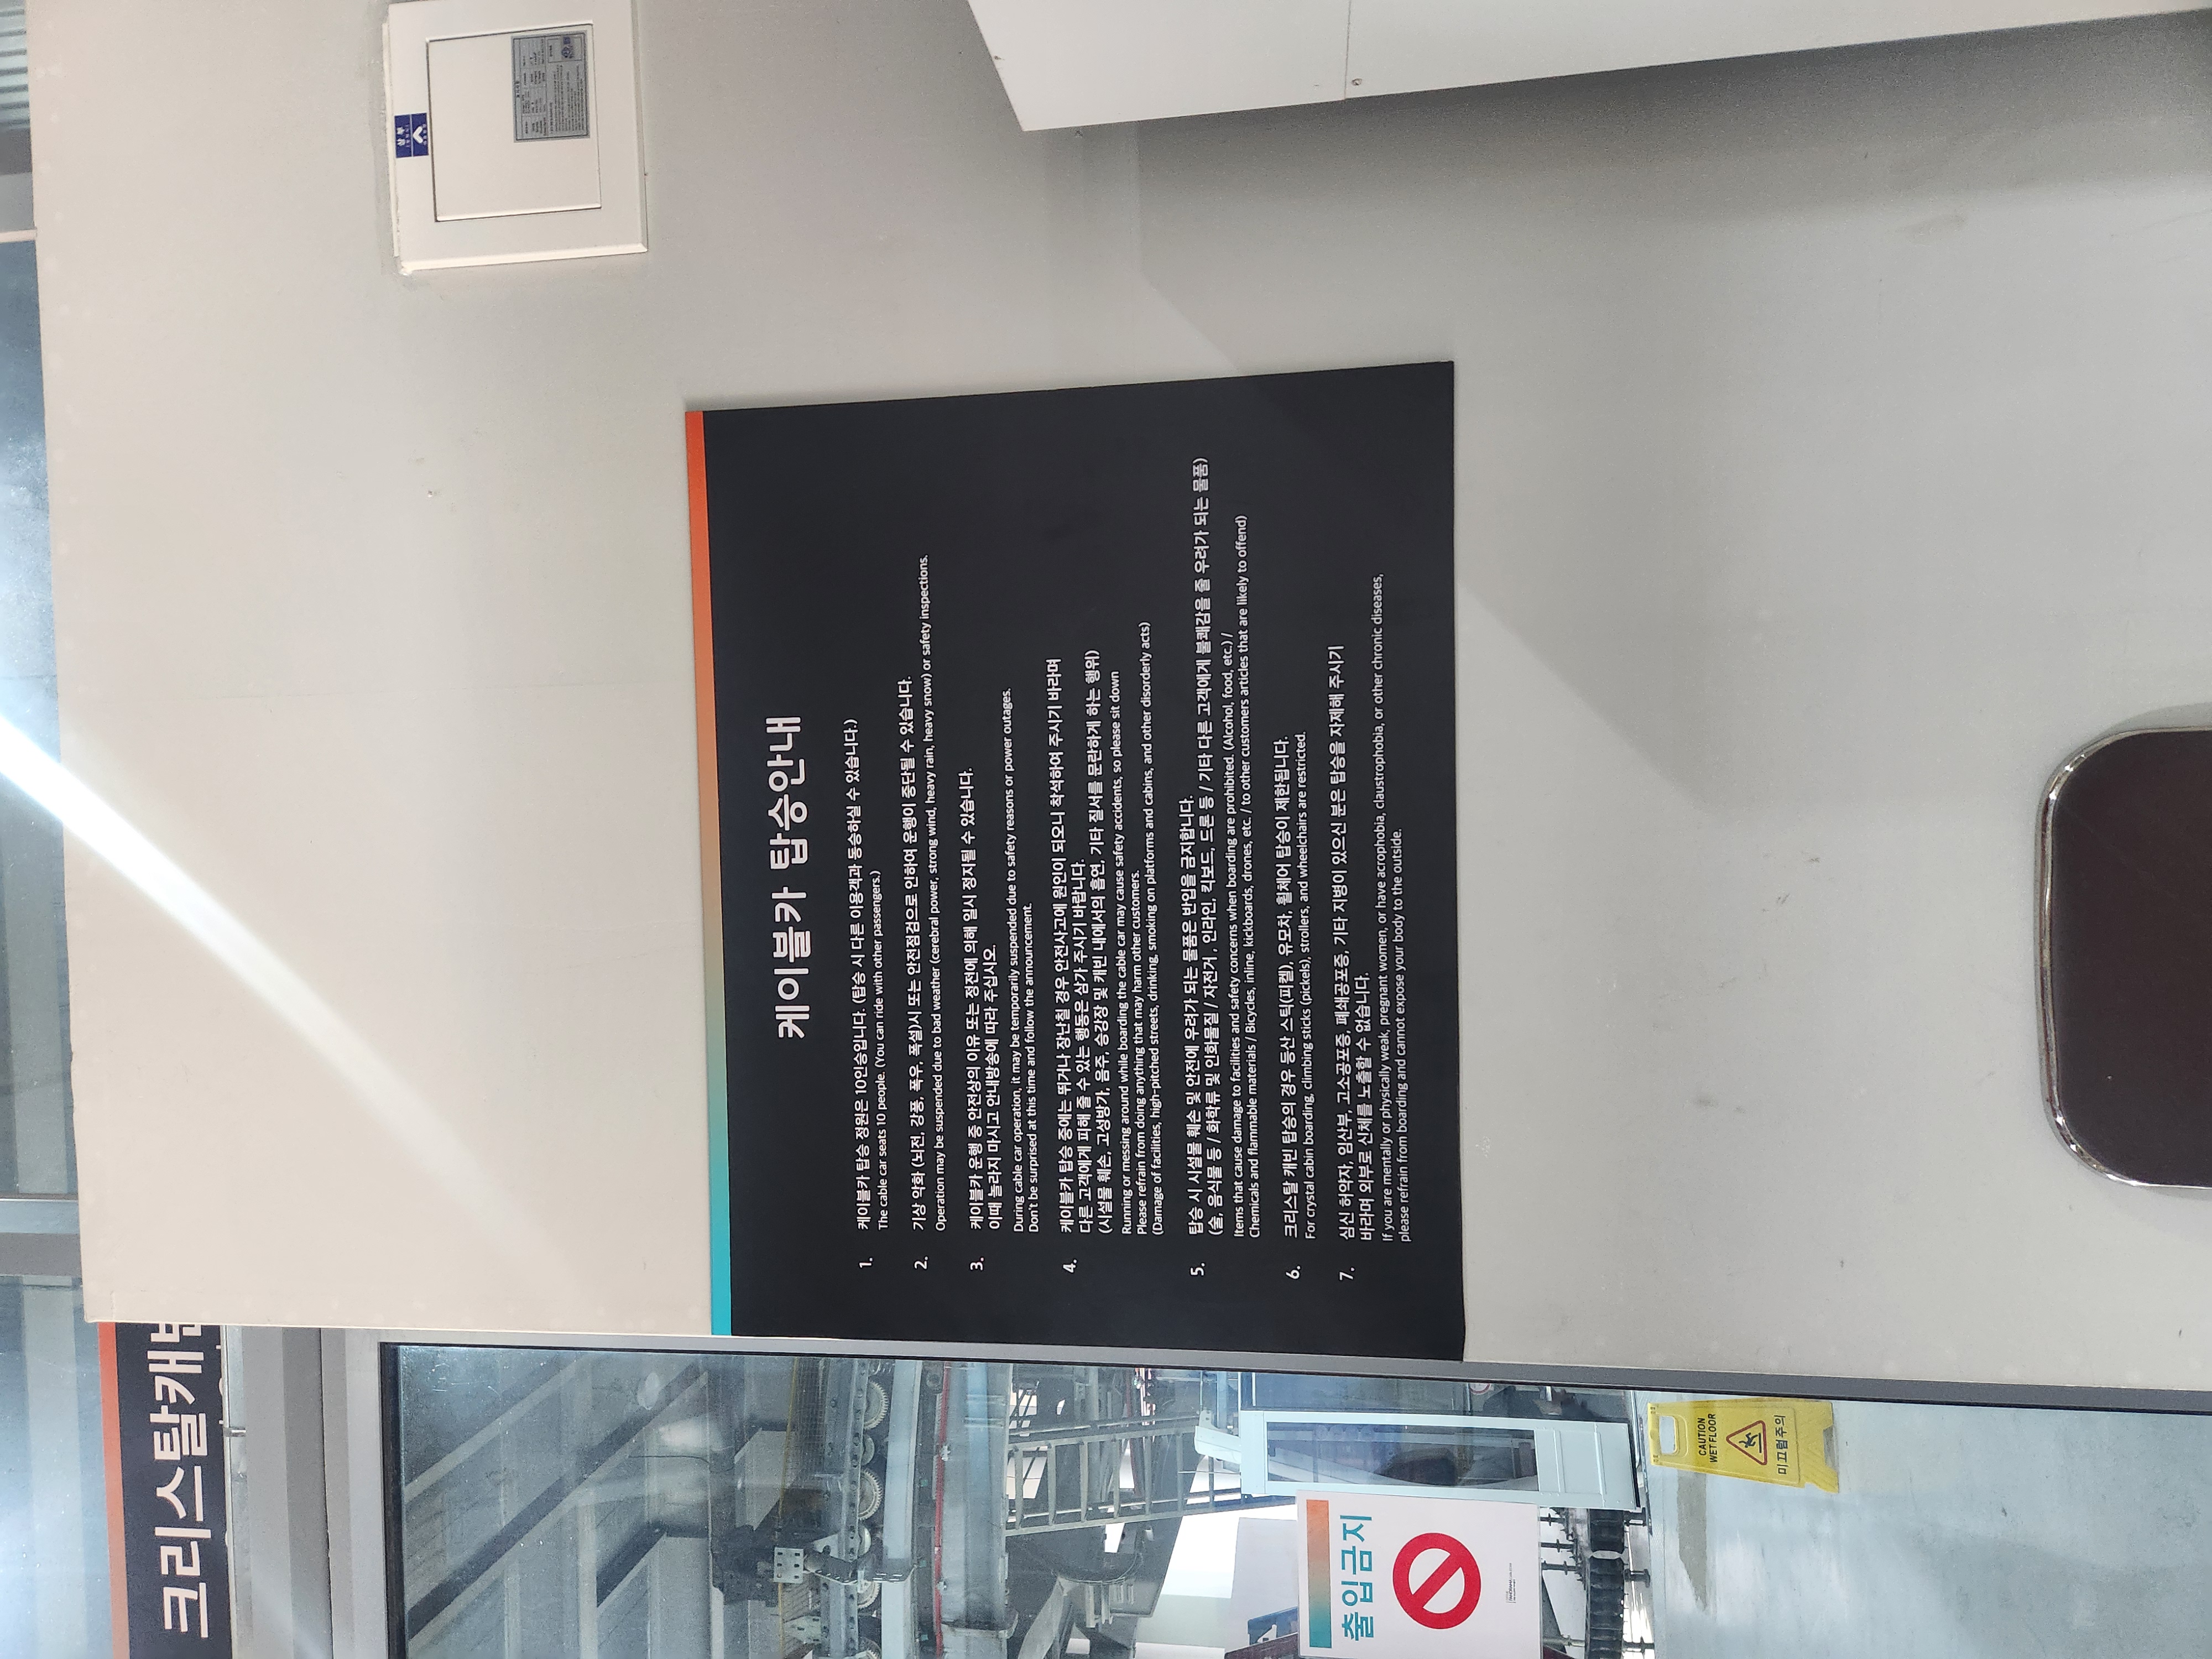 케이블카 탑승안내
1. 케이블카 탑승 정원은 10인승입니다. (탑승 시 다른 이용객과 동승하실 수 있습니다.)
The cable car seats 10 people. (You can ride with other passengers.)
2. 기상 악화 (뇌전, 강풍, 폭우, 폭설)시 또는 안전점검으로 인하여 운행이 중단될 수 있습니다.
Operation may be suspended due to bad weather (cerebral power, strong wind, heavy rain, heavy snow) or safety inspections.
3. 케이블카 운행 중 안전상의 이유 또는 정전에 의해 일시 정지될 수 있습니다.
이때 놀라지 마시고 안내방송에 따라 주십시오.
During cable car operation, it may be temporarily suspended due to safety reasons or power outages.
Don't be surprised at this time and follow the announcement.
4. 케이블카 탑승 중에는 뛰거나 장난칠 경우 안전사고에 원인이 되오니 착석하여 주시기 바라며
다른 고객에게 피해 줄 수 있는 행동은 삼가 주시기 바랍니다.
(시설물 훼손, 고성방가, 음주, 승강장 및 캐빈 내에서의 흡연, 기타 질서를 문란하게 하는 행위)
Running or messing around while boarding the cable car may cause safety accidents, so please sit down
Please refrain from doing anything that may harm other customers.
(Damage of facilities, high-pitched streets, drinking, smoking on platforms and cabins, and other disorderly acts)
5. 탑승 시 시설물 훼손 및 안전에 우려가 되는 물품은 반입을 금지합니다.
(술, 음식물 등 / 화학류 및 인화물질 / 자전거 , 인라인, 킥보드, 드론 등 / 기타 다른 고객에게 불쾌감을 줄 우려가 되는 물품)
Items that cause damage to facilities and safety concerns when boarding are prohibited. (Alcohol, food, etc.) /
Chemicals and flammable materials / Bicycles, inline, kickboards, drones, etc. / to other customers articles that are likely to offend)
6. 크리스탈 캐빈 탑승의 경우 등산 스틱(피켈), 유모차, 휠체어 탑승이 제한됩니다.
For crystal cabin boarding, climbing sticks (pickels), strollers, and wheelchairs are restricted.
7. 심신 허약자, 임산부, 고소공포증, 폐쇄공포증, 기타 지병이 있으신 분은 탑승을 자제해 주시기
바라며 외부로 신체를 노출할 수 없습니다.
If you are mentally or physically weak, pregnant women, or have acrophobia, claustrophobia, or other chronic diseases,
please refrain from boarding and cannot expose your body to the outside.
크리스탈캐빈
출입금지
CAUTION
WET FLOOR
미끄럼주의